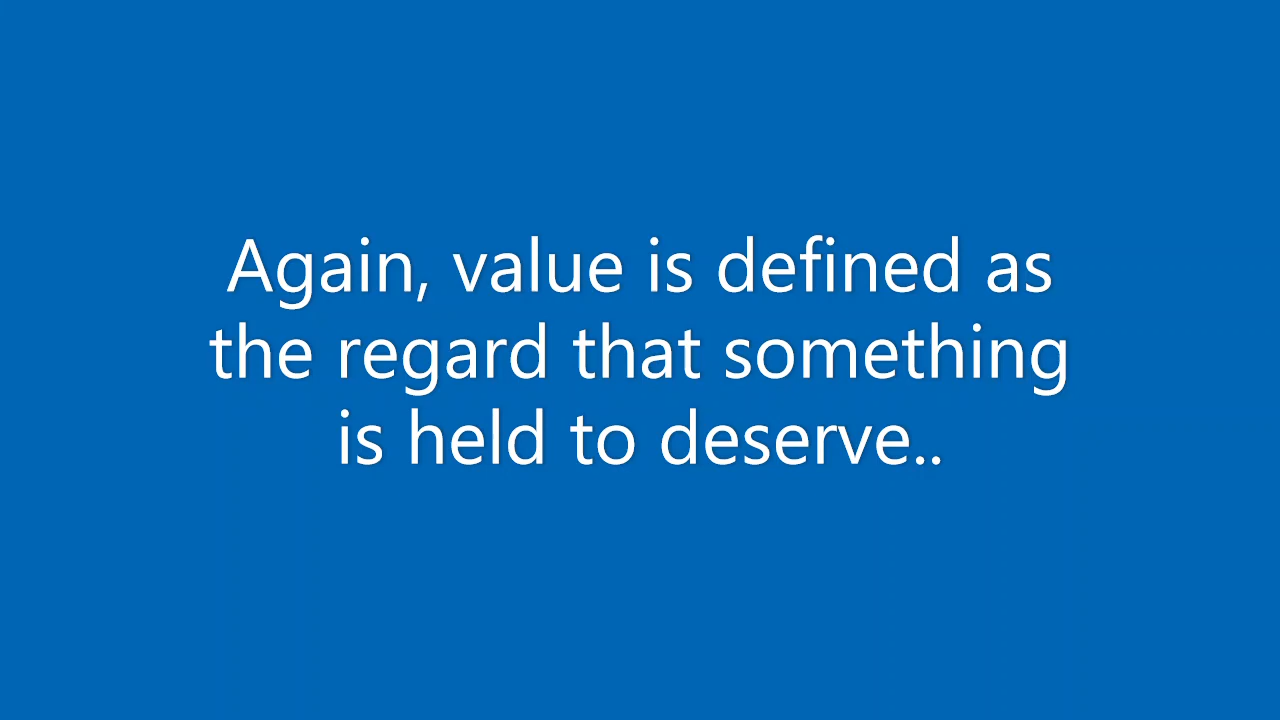 Again, value is defined as
the regard that something
is held to deserve..